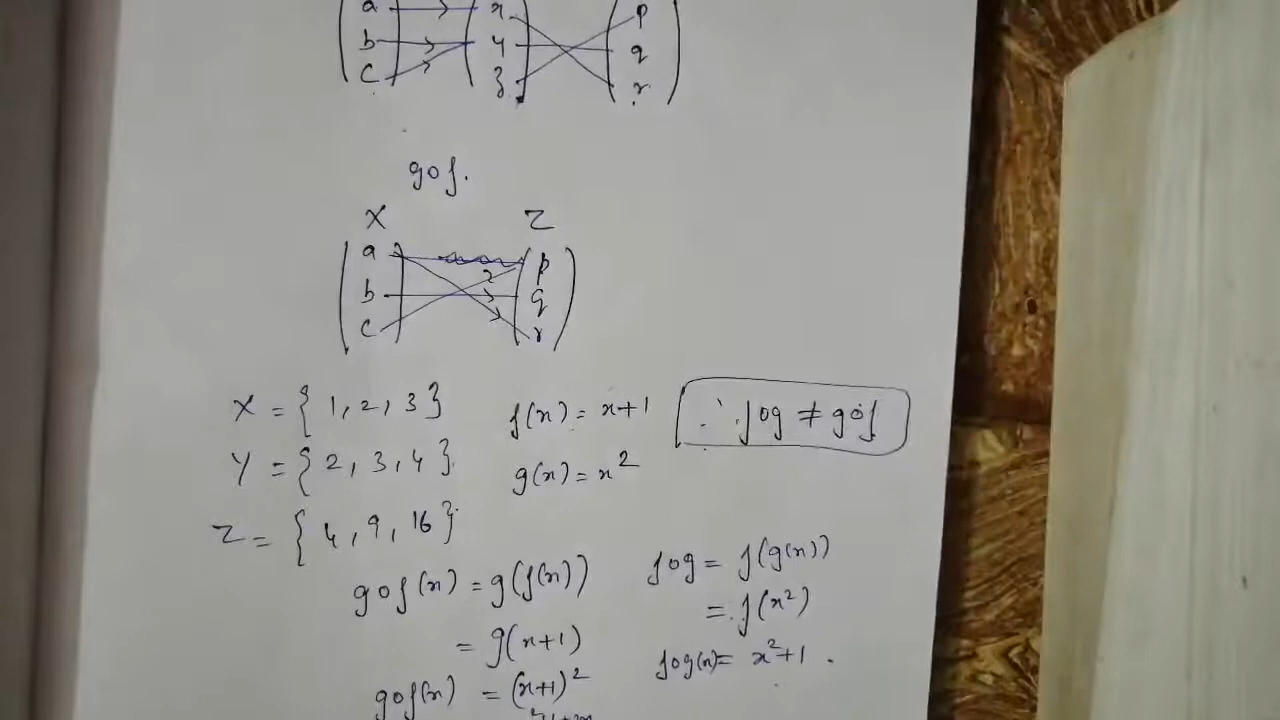 a x p
b y q
c z r
gof.
X Z
a p
b q
c r
X = { 1, 2, 3 } f(x) = x+1 ∴ fog ≠ gof
Y = { 2, 3, 4 } g(x) = x²
Z = { 4, 9, 16 }
gof(x) = g(f(x)) fog = f(g(x))
= g(x+1) = f(x²)
gof(x) = (x+1)² fog(x) = x²+1 .